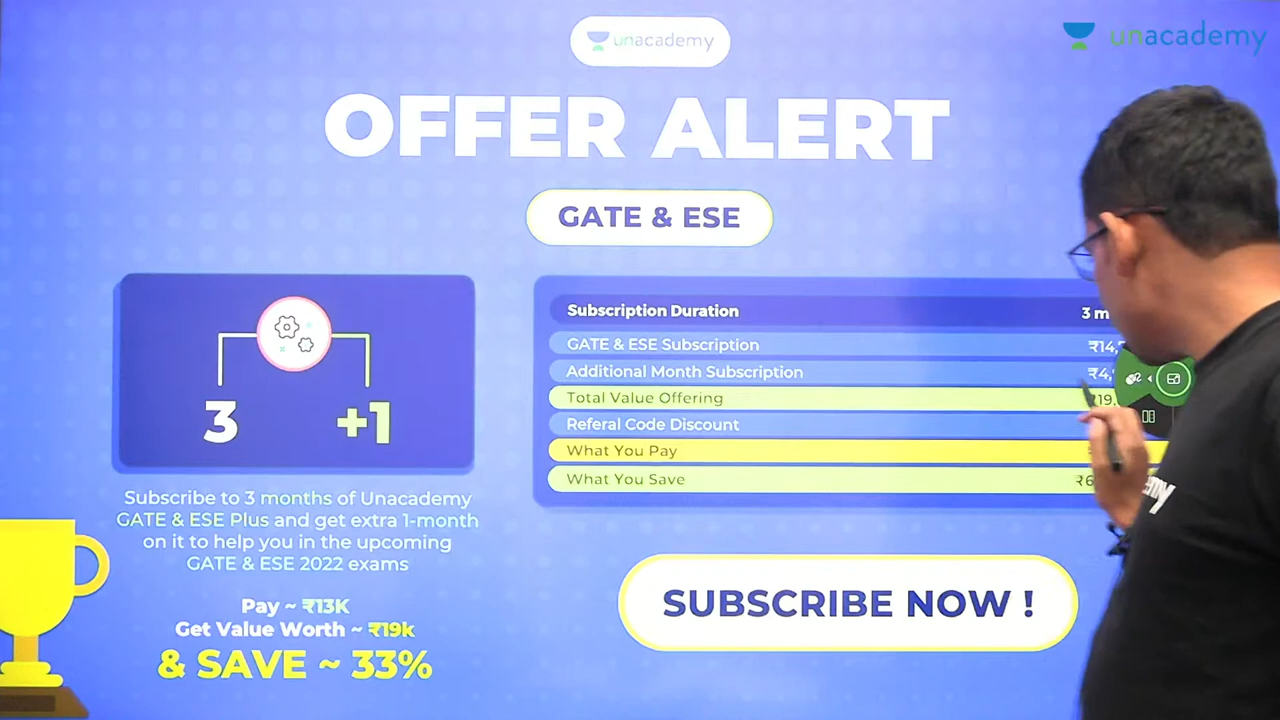 unacademy
unacademy
OFFER ALERT
GATE & ESE
3 +1
Subscribe to 3 months of Unacademy
GATE & ESE Plus and get extra 1-month
on it to help you in the upcoming
GATE & ESE 2022 exams
Pay ~ ₹13K
Get Value Worth ~ ₹19k
& SAVE ~ 33%
Subscription Duration 3
GATE & ESE Subscription
Additional Month Subscription
Total Value Offering
Referal Code Discount
What You Pay
What You Save
SUBSCRIBE NOW !